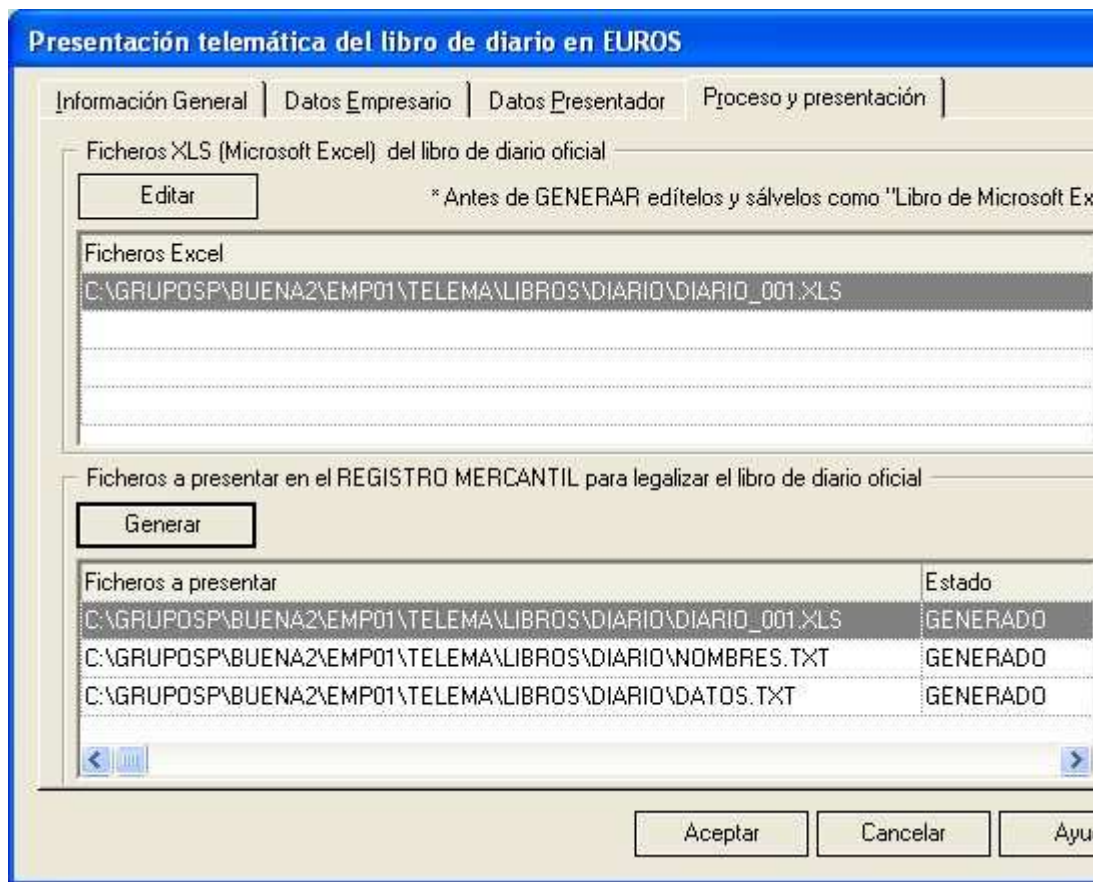 Presentación telemática del libro de diario en EUROS
Información General Datos Empresario Datos Presentador Proceso y presentación
Ficheros XLS (Microsoft Excel) del libro de diario oficial
Editar * Antes de GENERAR edítelos y sálvelos como "Libro de Microsoft Ex
Ficheros Excel
C:\GRUPOSP\BUENA2\EMP01\TELEMA\LIBROS\DIARIO\DIARIO_001.XLS
Ficheros a presentar en el REGISTRO MERCANTIL para legalizar el libro de diario oficial
Generar
Ficheros a presentar Estado
C:\GRUPOSP\BUENA2\EMP01\TELEMA\LIBROS\DIARIO\DIARIO_001.XLS GENERADO
C:\GRUPOSP\BUENA2\EMP01\TELEMA\LIBROS\DIARIO\NOMBRES.TXT GENERADO
C:\GRUPOSP\BUENA2\EMP01\TELEMA\LIBROS\DIARIO\DATOS.TXT GENERADO
Aceptar Cancelar Ayu